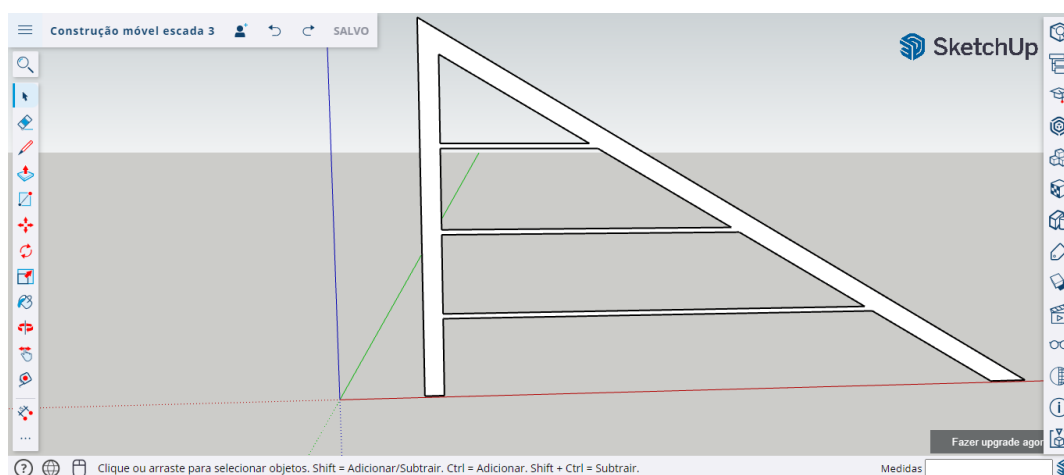 Construção móvel escada 3
SALVO
SketchUp
Fazer upgrade agor
Clique ou arraste para selecionar objetos. Shift = Adicionar/Subtrair. Ctrl = Adicionar. Shift + Ctrl = Subtrair.
Medidas